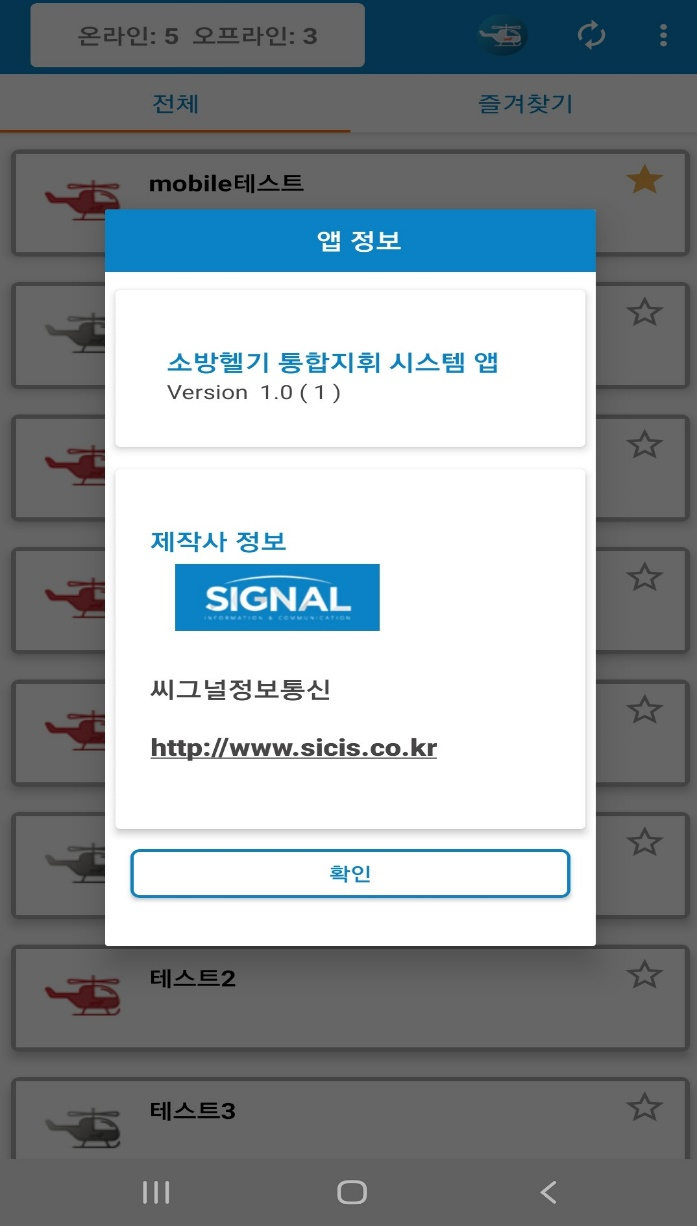 온라인: 5 오프라인: 3
전체
즐겨찾기
mobile테스트
앱 정보
소방헬기 통합지휘 시스템 앱
Version 1.0 ( 1 )
제작사 정보
SIGNAL
INFORMATION & COMMUNICATION
씨그널정보통신
http://www.sicis.co.kr
확인
테스트2
테스트3